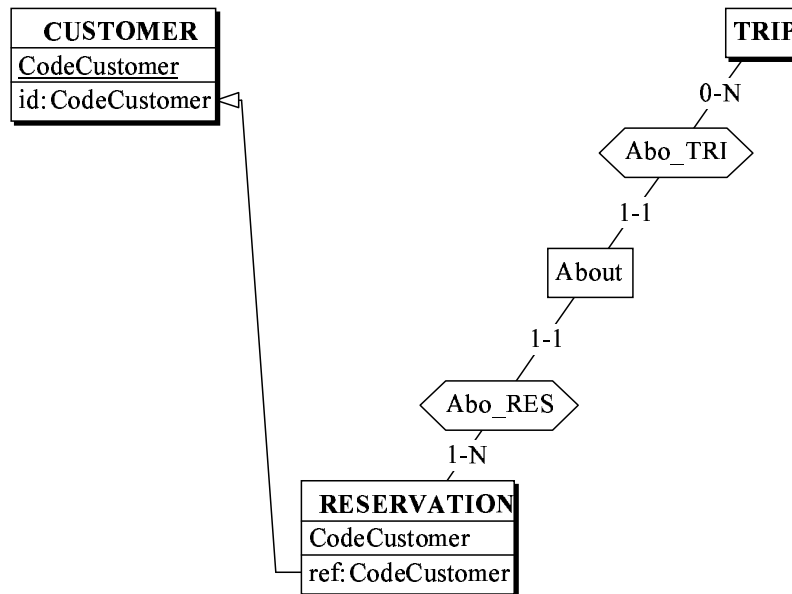 CUSTOMER
CodeCustomer
id: CodeCustomer
TRIP
0-N
Abo_TRI
1-1
About
1-1
Abo_RES
1-N
RESERVATION
CodeCustomer
ref: CodeCustomer